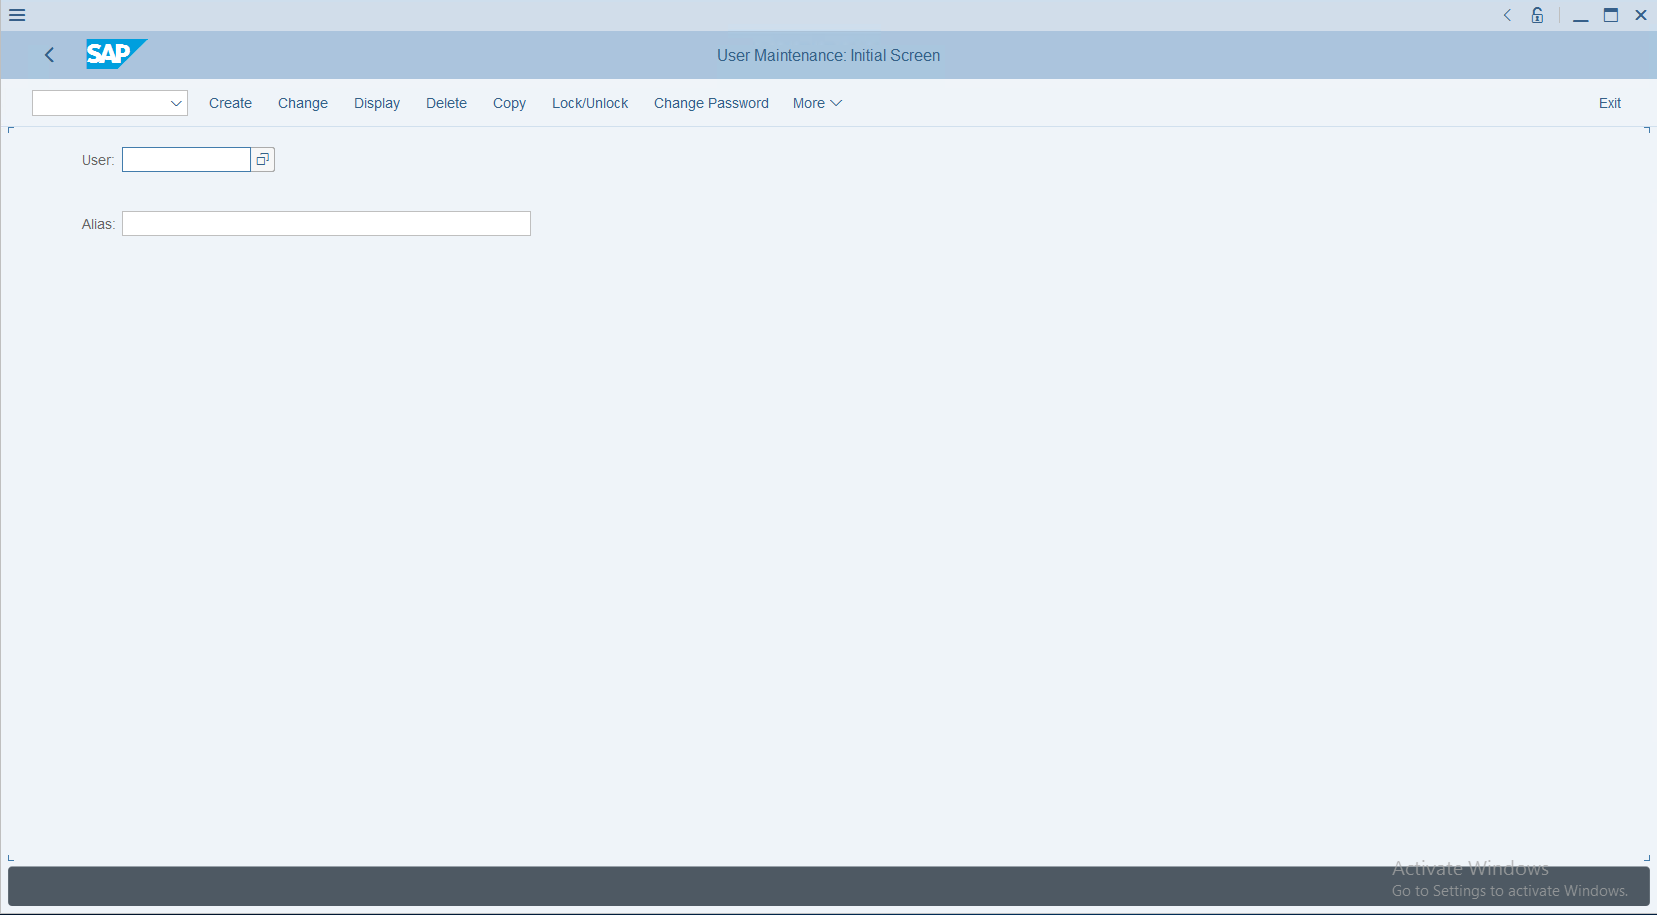 SAP
User Maintenance: Initial Screen
Create Change Display Delete Copy Lock/Unlock Change Password More Exit
User:
Alias:
Activate Windows
Go to Settings to activate Windows.